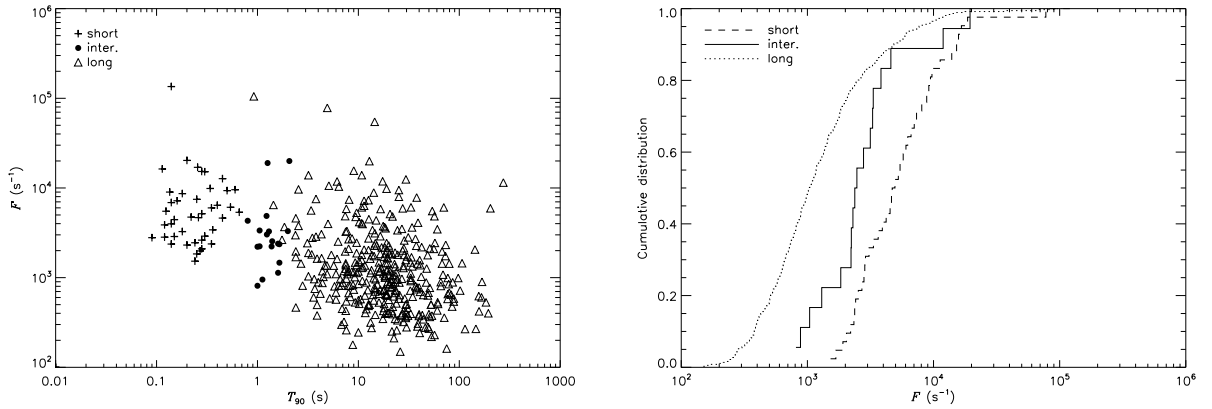 10⁶
10⁵
10⁴
10³
10²
F (s⁻¹)
short
inter.
long
0.01 0.1 1 10 100 1000
T₉₀ (s)
1.0
0.8
0.6
0.4
0.2
0.0
Cumulative distribution
short
inter.
long
10² 10³ 10⁴ 10⁵ 10⁶
F (s⁻¹)